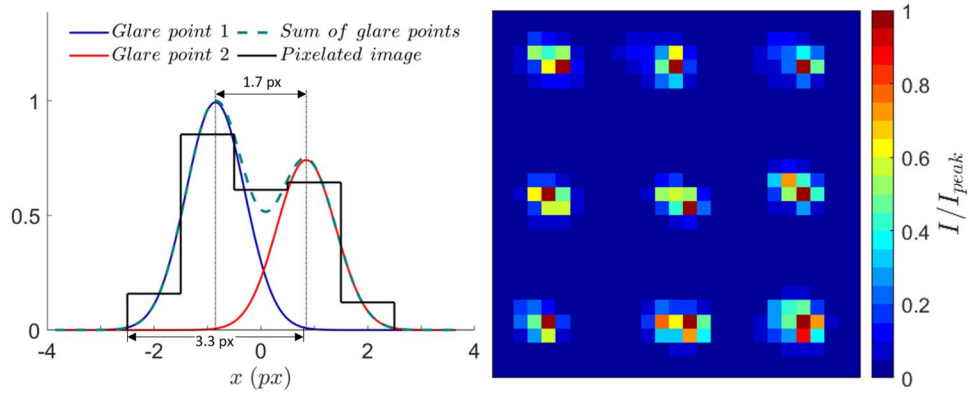 Glare point 1
Sum of glare points
Glare point 2
Pixelated image
1.7 px
1
0.5
0
3.3 px
-4 -2 0 2 4
x (px)
1
0.8
0.6
0.4
0.2
0
I/I_peak